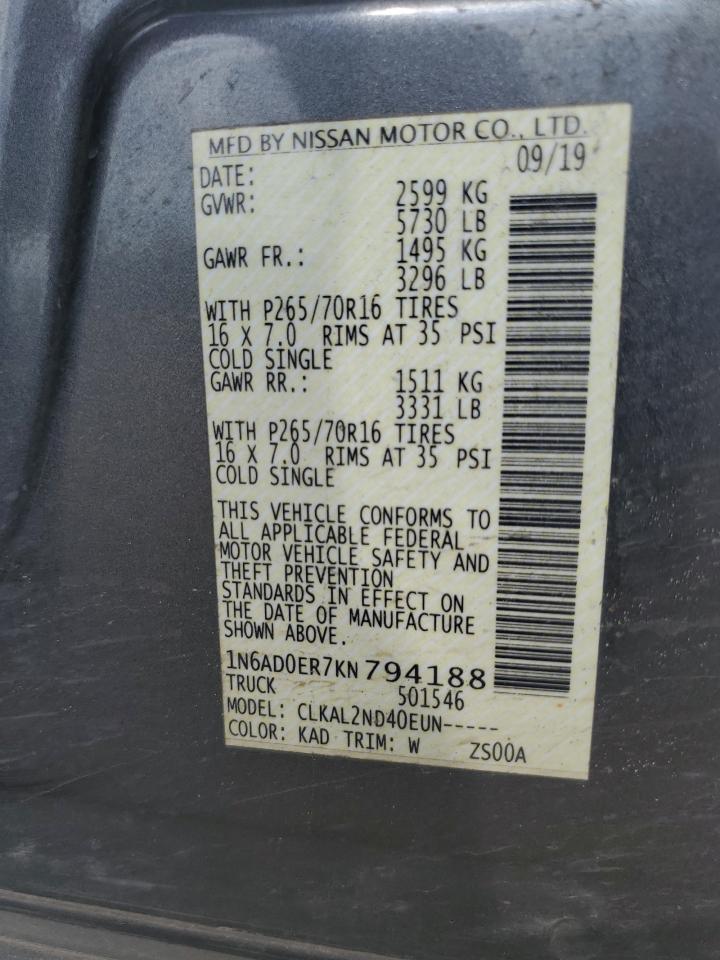 MFD BY NISSAN MOTOR CO., LTD.
DATE: 09/19
GVWR: 2599 KG
5730 LB
GAWR FR.: 1495 KG
3296 LB
WITH P265/70R16 TIRES
16 X 7.0 RIMS AT 35 PSI
COLD SINGLE
GAWR RR.: 1511 KG
3331 LB
WITH P265/70R16 TIRES
16 X 7.0 RIMS AT 35 PSI
COLD SINGLE
THIS VEHICLE CONFORMS TO
ALL APPLICABLE FEDERAL
MOTOR VEHICLE SAFETY AND
THEFT PREVENTION
STANDARDS IN EFFECT ON
THE DATE OF MANUFACTURE
SHOWN ABOVE.
1N6AD0ER7KN794188
TRUCK 501546
MODEL: CLKAL2ND40EUN-----
COLOR: KAD TRIM: W ZS00A